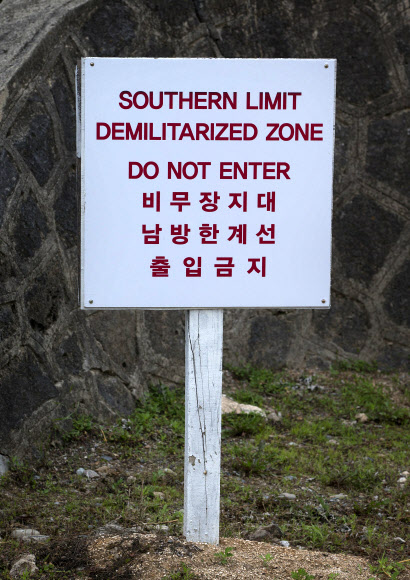 SOUTHERN LIMIT
DEMILITARIZED ZONE
DO NOT ENTER
비무장지대
남방한계선
출입금지